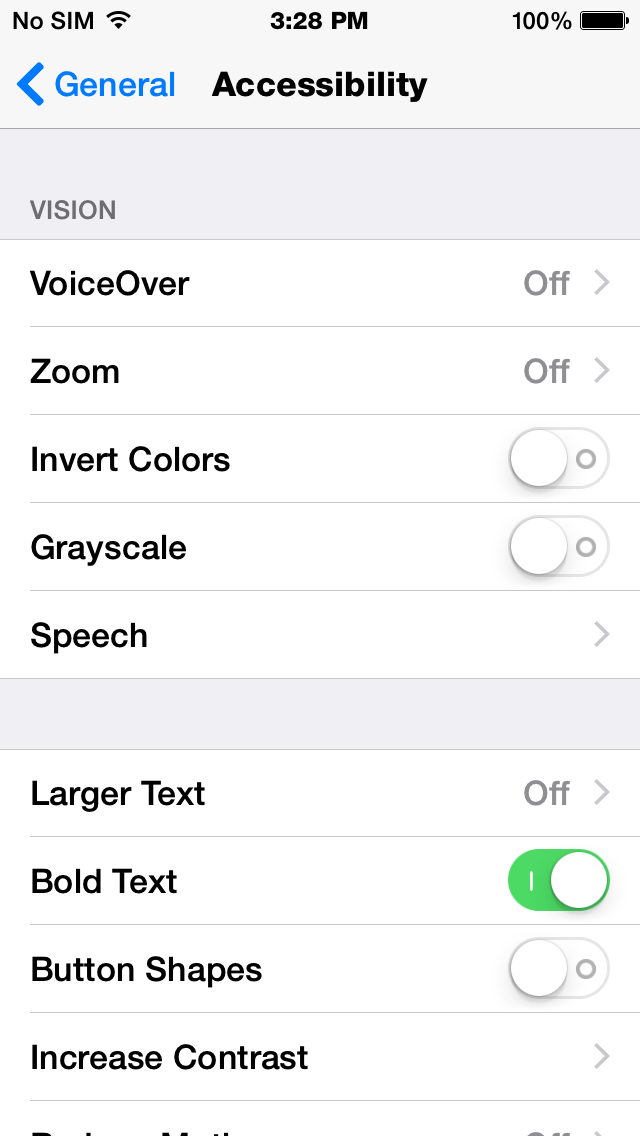 No SIM 3:28 PM 100%
General Accessibility
VISION
VoiceOver Off
Zoom Off
Invert Colors
Grayscale
Speech
Larger Text Off
Bold Text
Button Shapes
Increase Contrast